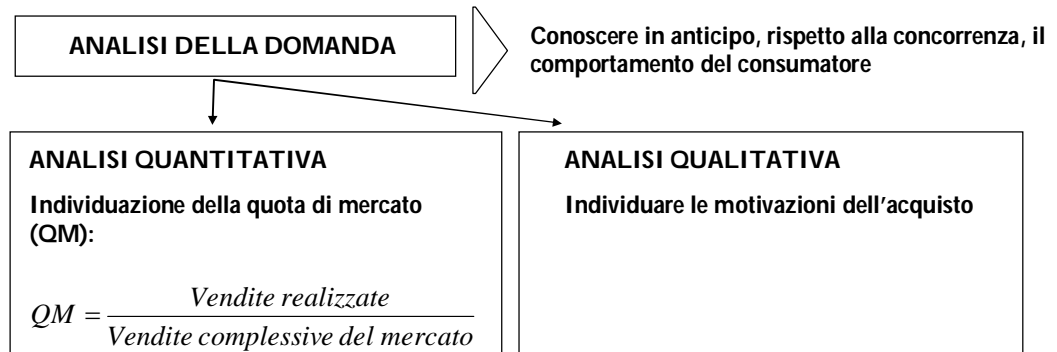 ANALISI DELLA DOMANDA
Conoscere in anticipo, rispetto alla concorrenza, il
comportamento del consumatore
ANALISI QUANTITATIVA
Individuazione della quota di mercato
(QM):
QM = Vendite realizzate
Vendite complessive del mercato
ANALISI QUALITATIVA
Individuare le motivazioni dell'acquisto